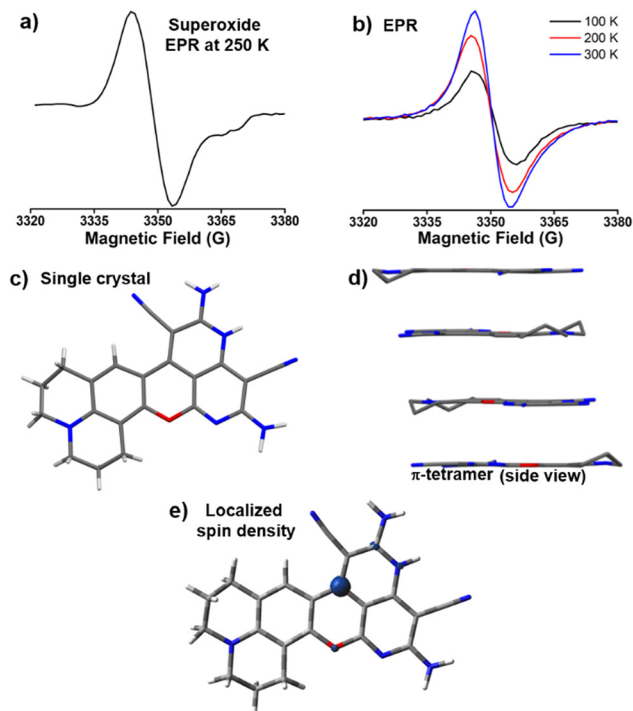 a) Superoxide
EPR at 250 K
3320 3335 3350 3365 3380
Magnetic Field (G)
b) EPR
100 K
200 K
300 K
3320 3335 3350 3365 3380
Magnetic Field (G)
c) Single crystal
d)
π-tetramer (side view)
e) Localized
spin density